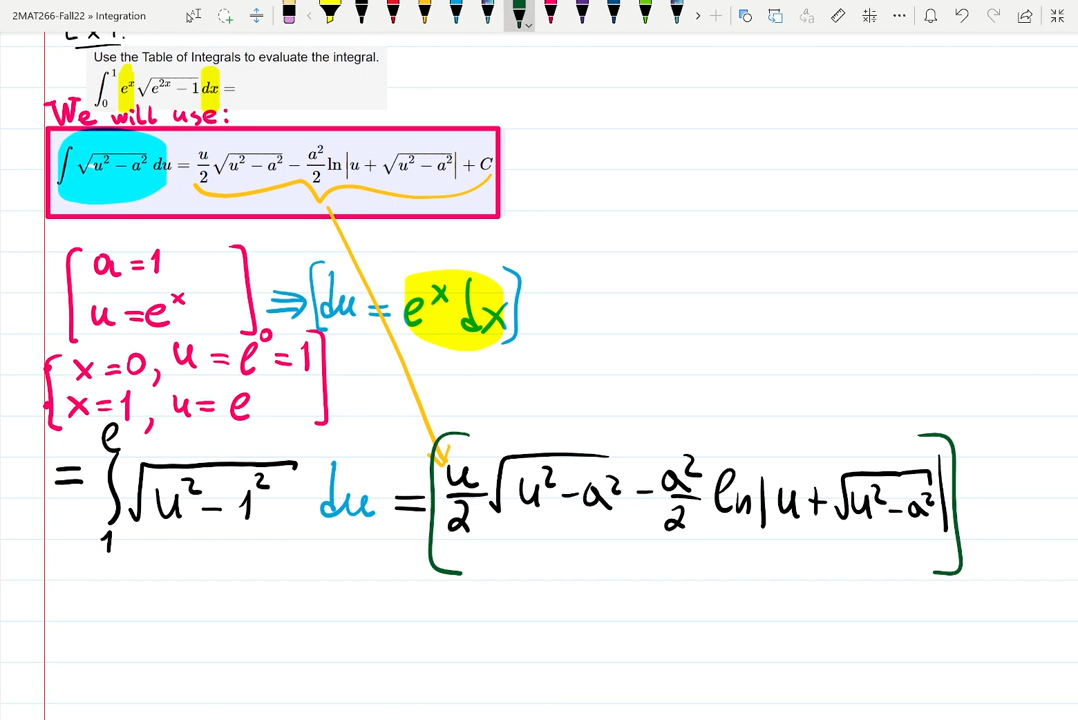 2MAT266-Fall22 » Integration
Ex 1.
Use the Table of Integrals to evaluate the integral.
∫₀¹ eˣ √(e²ˣ − 1) dx =
We will use:
∫ √(u² − a²) du = u/2 √(u² − a²) − a²/2 ln|u + √(u² − a²)| + C
[a = 1
u = eˣ] ⇒ [du = eˣ dx]
{x = 0, u = e⁰ = 1
x = 1, u = e]
= ∫₁ᵉ √(u² − 1²) du = [u/2 √(u² − a²) − a²/2 ln|u + √(u² − a²)|]